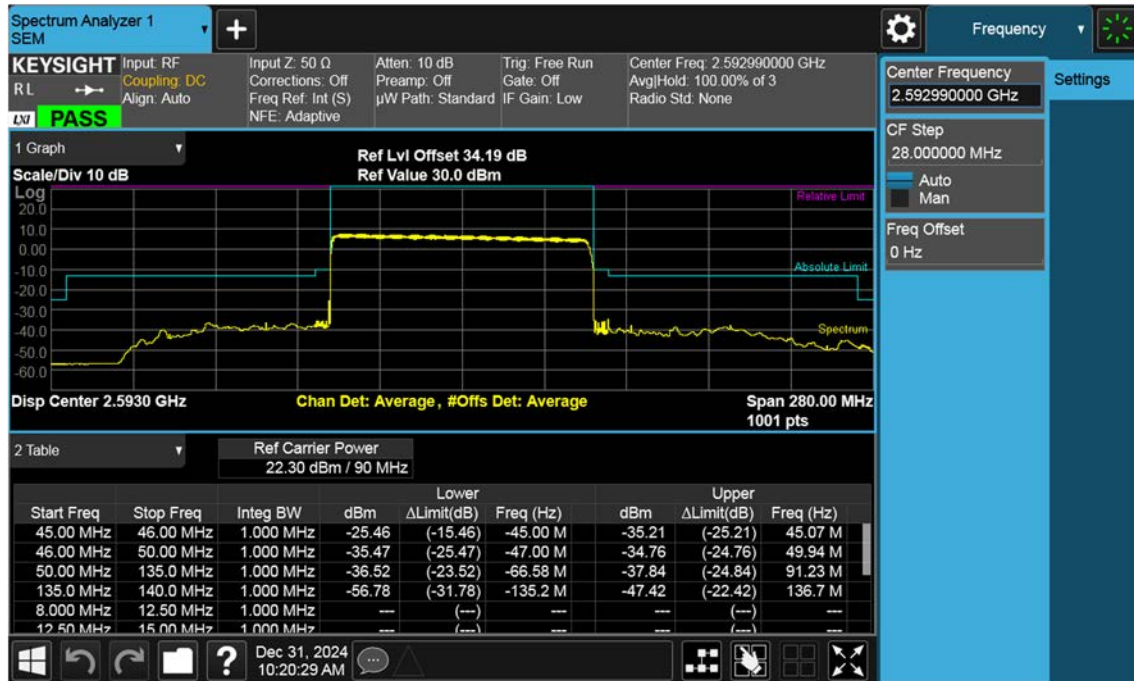 Spectrum Analyzer 1
SEM
Frequency
KEYSIGHT
R L
LXI
PASS
Input: RF
Coupling: DC
Align: Auto
Input Z: 50 Ω
Corrections: Off
Freq Ref: Int (S)
NFE: Adaptive
Atten: 10 dB
Preamp: Off
µW Path: Standard
Trig: Free Run
Gate: Off
IF Gain: Low
Center Freq: 2.592990000 GHz
Avg|Hold: 100.00% of 3
Radio Std: None
Center Frequency
2.592990000 GHz
Settings
CF Step
28.000000 MHz
Auto
Man
Freq Offset
0 Hz
1 Graph
Scale/Div 10 dB
Ref Lvl Offset 34.19 dB
Ref Value 30.0 dBm
Log
20.0
10.0
0.00
-10.0
-20.0
-30.0
-40.0
-50.0
-60.0
Relative Limit
Absolute Limit
Spectrum
Disp Center 2.5930 GHz
Chan Det: Average, #Offs Det: Average
Span 280.00 MHz
1001 pts
2 Table
Ref Carrier Power
22.30 dBm / 90 MHz
Lower Upper
Start Freq Stop Freq Integ BW dBm ΔLimit(dB) Freq (Hz) dBm ΔLimit(dB) Freq (Hz)
45.00 MHz 46.00 MHz 1.000 MHz -25.46 (-15.46) -45.00 M -35.21 (-25.21) 45.07 M
46.00 MHz 50.00 MHz 1.000 MHz -35.47 (-25.47) -47.00 M -34.76 (-24.76) 49.94 M
50.00 MHz 135.0 MHz 1.000 MHz -36.52 (-23.52) -66.58 M -37.84 (-24.84) 91.23 M
135.0 MHz 140.0 MHz 1.000 MHz -56.78 (-31.78) -135.2 M -47.42 (-22.42) 136.7 M
8.000 MHz 12.50 MHz 1.000 MHz --- (---) --- --- (---) ---
12.50 MHz 15.00 MHz 1.000 MHz --- (---) --- --- (---) ---
Dec 31, 2024
10:20:29 AM